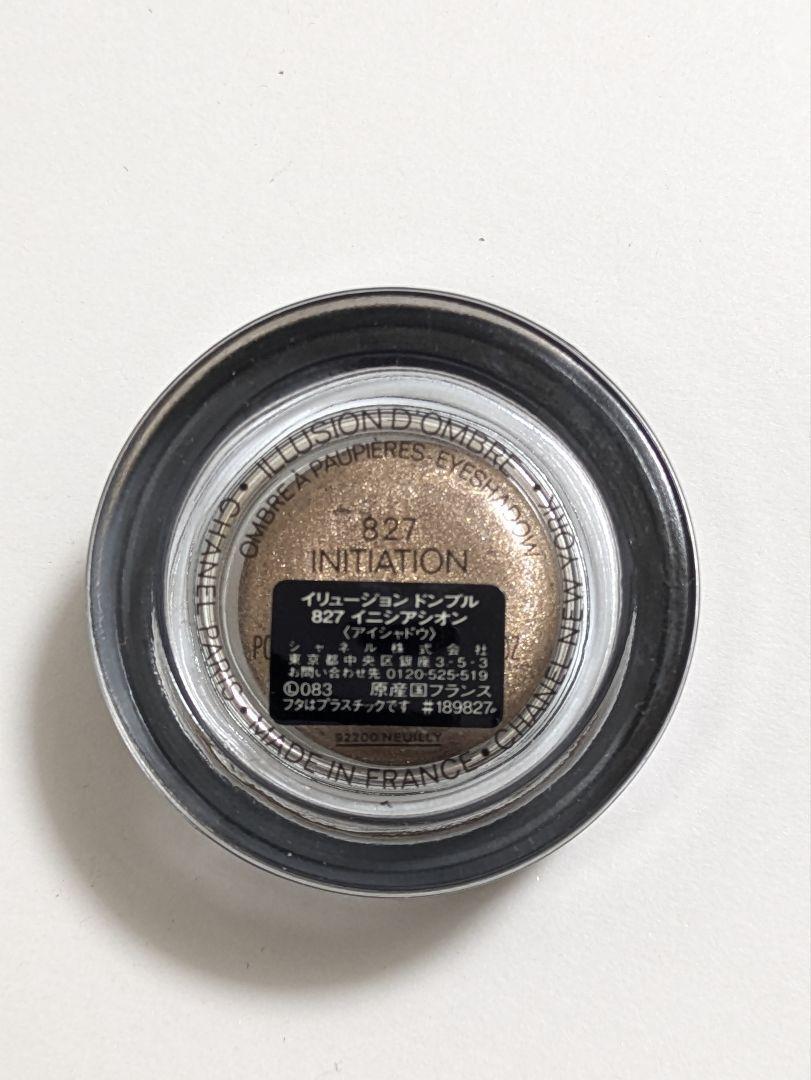 ILLUSION D'OMBRE • CHANEL NEW YORK • MADE IN FRANCE • CHANEL PARIS •
OMBRE À PAUPIÈRES. EYESHADOW
827
INITIATION
イリュージョン ドンブル
827 イニシアシオン
〈アイシャドウ〉
シャネル株式会社
東京都中央区銀座3-5-3
お問い合わせ先 0120-525-519
Ⓛ083 原産国フランス
フタはプラスチックです #189827
92200 NEUILLY